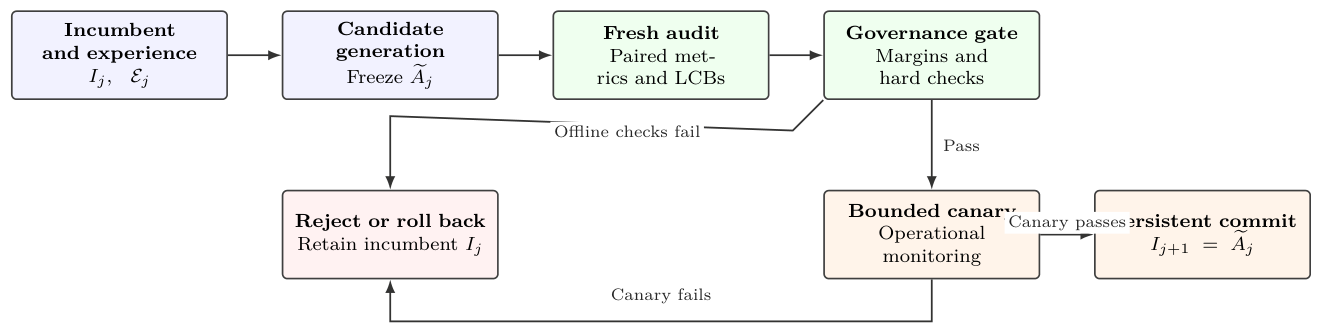 Incumbent
and experience
I_j, ℰ_j
Candidate
generation
Freeze Ã_j
Fresh audit
Paired met-
rics and LCBs
Governance gate
Margins and
hard checks
Offline checks fail
Pass
Reject or roll back
Retain incumbent I_j
Bounded canary
Operational
monitoring
Canary passes
ersistent commit
I_{j+1} = Ã_j
Canary fails